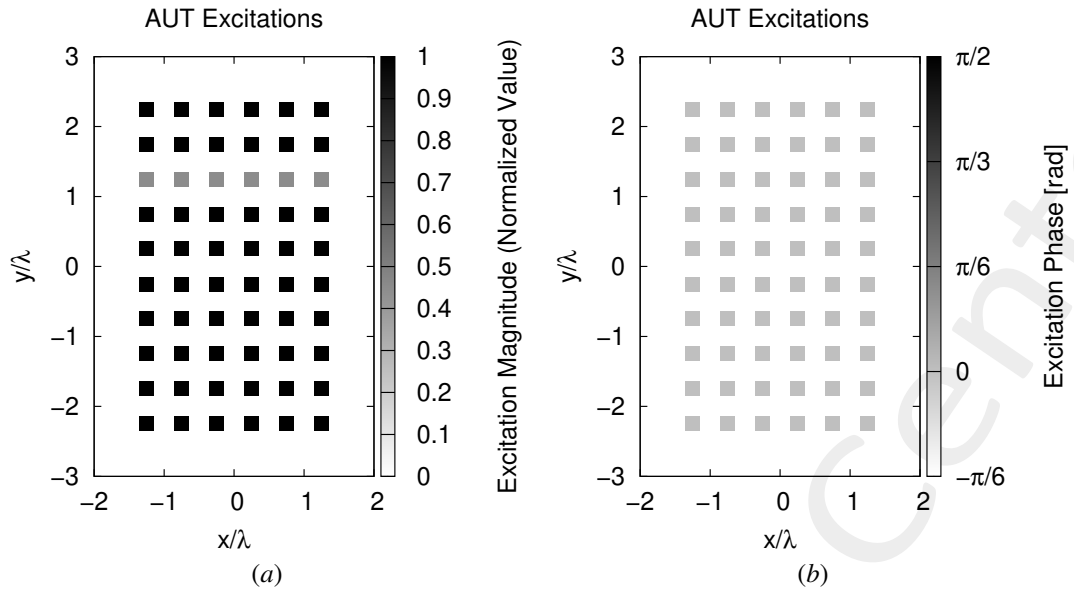 AUT Excitations
3
2
1
0
−1
−2
−3
−2
−1
0
1
2
y/λ
x/λ
1
0.9
0.8
0.7
0.6
0.5
0.4
0.3
0.2
0.1
0
Excitation Magnitude (Normalized Value)
(a)
AUT Excitations
3
2
1
0
−1
−2
−3
−2
−1
0
1
2
y/λ
x/λ
π/2
π/3
π/6
0
−π/6
Excitation Phase [rad]
(b)
Cent